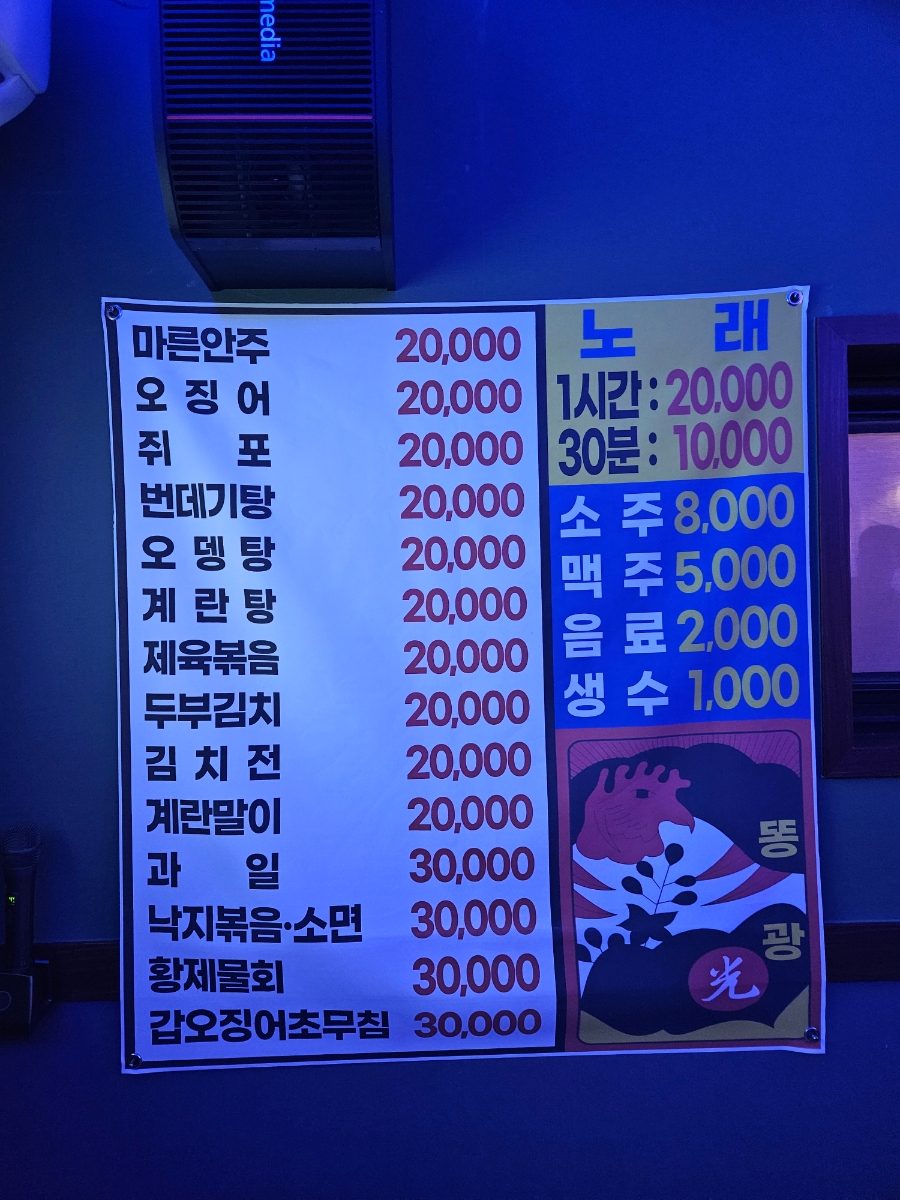 media
마른안주 20,000
오징어 20,000
쥐포 20,000
번데기탕 20,000
오뎅탕 20,000
계란탕 20,000
제육볶음 20,000
두부김치 20,000
김치전 20,000
계란말이 20,000
과일 30,000
낙지볶음·소면 30,000
황제물회 30,000
갑오징어초무침 30,000
노래
1시간 : 20,000
30분 : 10,000
소주 8,000
맥주 5,000
음료 2,000
생수 1,000
똥
광
光